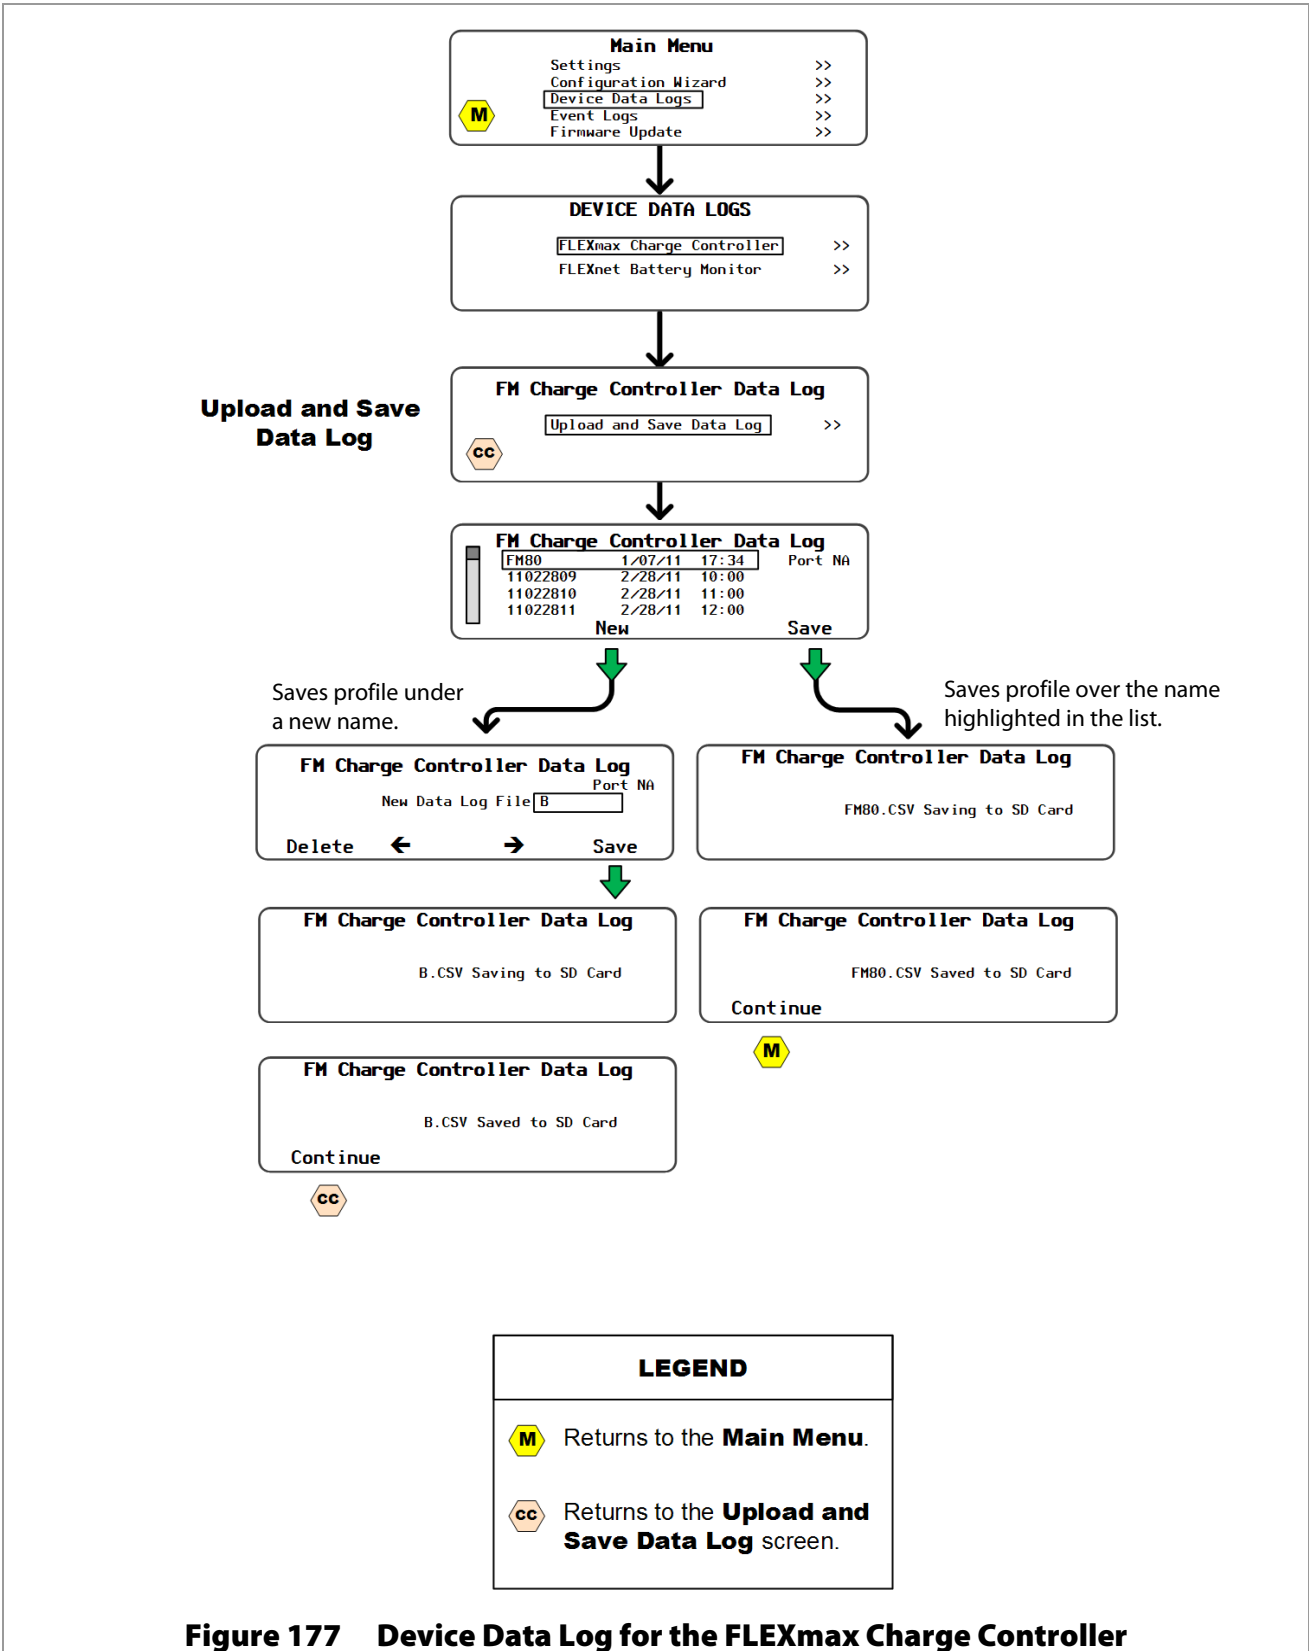 Main Menu
Settings >>
Configuration Wizard >>
Device Data Logs >>
M
Event Logs >>
Firmware Update >>
DEVICE DATA LOGS
FLEXmax Charge Controller >>
FLEXnet Battery Monitor >>
Upload and Save
Data Log
FM Charge Controller Data Log
Upload and Save Data Log >>
CC
FM Charge Controller Data Log
FM80 1/07/11 17:34 Port NA
11022809 2/28/11 10:00
11022810 2/28/11 11:00
11022811 2/28/11 12:00
New Save
Saves profile under
a new name.
Saves profile over the name
highlighted in the list.
FM Charge Controller Data Log
Port NA
New Data Log File B
Delete ← → Save
FM Charge Controller Data Log
FM80.CSV Saving to SD Card
FM Charge Controller Data Log
B.CSV Saving to SD Card
FM Charge Controller Data Log
FM80.CSV Saved to SD Card
Continue
M
FM Charge Controller Data Log
B.CSV Saved to SD Card
Continue
CC
LEGEND
M Returns to the Main Menu.
CC Returns to the Upload and
Save Data Log screen.
Figure 177 Device Data Log for the FLEXmax Charge Controller